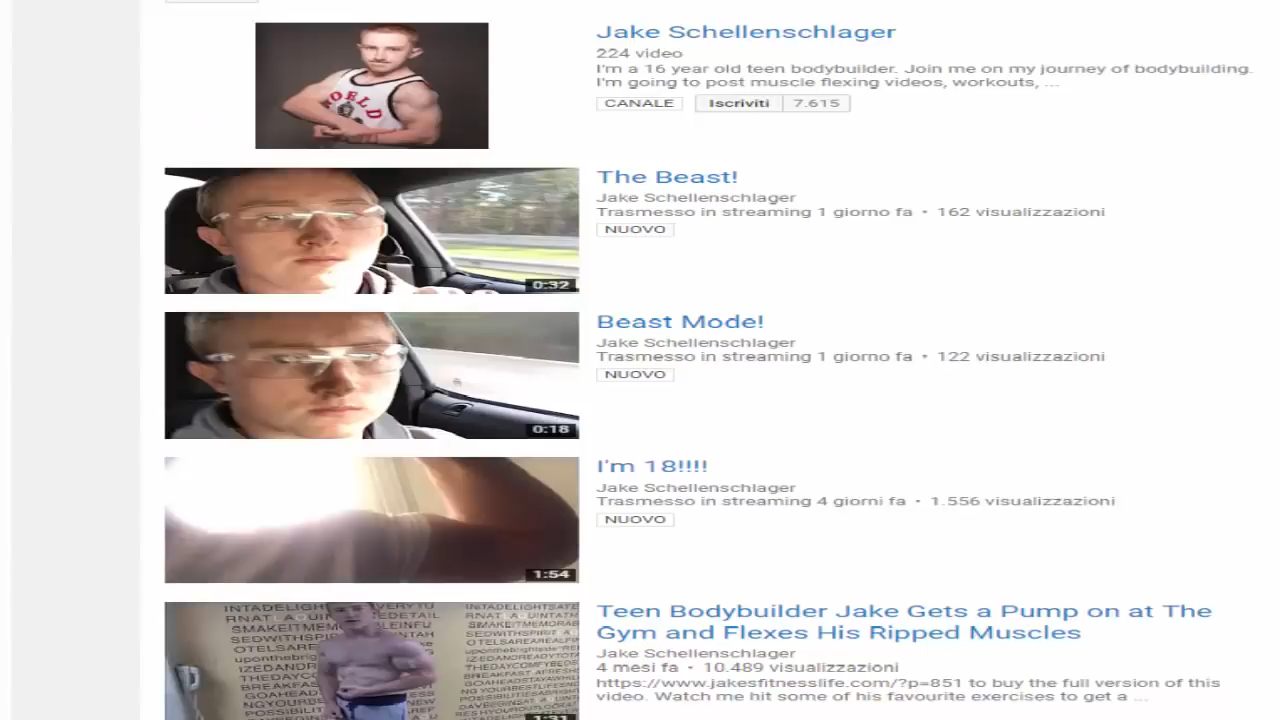 WORLD
Jake Schellenschlager
224 video
I'm a 16 year old teen bodybuilder. Join me on my journey of bodybuilding.
I'm going to post muscle flexing videos, workouts, ...
CANALE Iscriviti 7.615
The Beast!
Jake Schellenschlager
Trasmesso in streaming 1 giorno fa • 162 visualizzazioni
NUOVO
0:32
Beast Mode!
Jake Schellenschlager
Trasmesso in streaming 1 giorno fa • 122 visualizzazioni
NUOVO
0:18
I'm 18!!!!
Jake Schellenschlager
Trasmesso in streaming 4 giorni fa • 1.556 visualizzazioni
NUOVO
1:54
Teen Bodybuilder Jake Gets a Pump on at The
Gym and Flexes His Ripped Muscles
Jake Schellenschlager
4 mesi fa • 10.489 visualizzazioni
https://www.jakesfitnesslife.com/?p=851 to buy the full version of this
video. Watch me hit some of his favourite exercises to get a ...
1:31